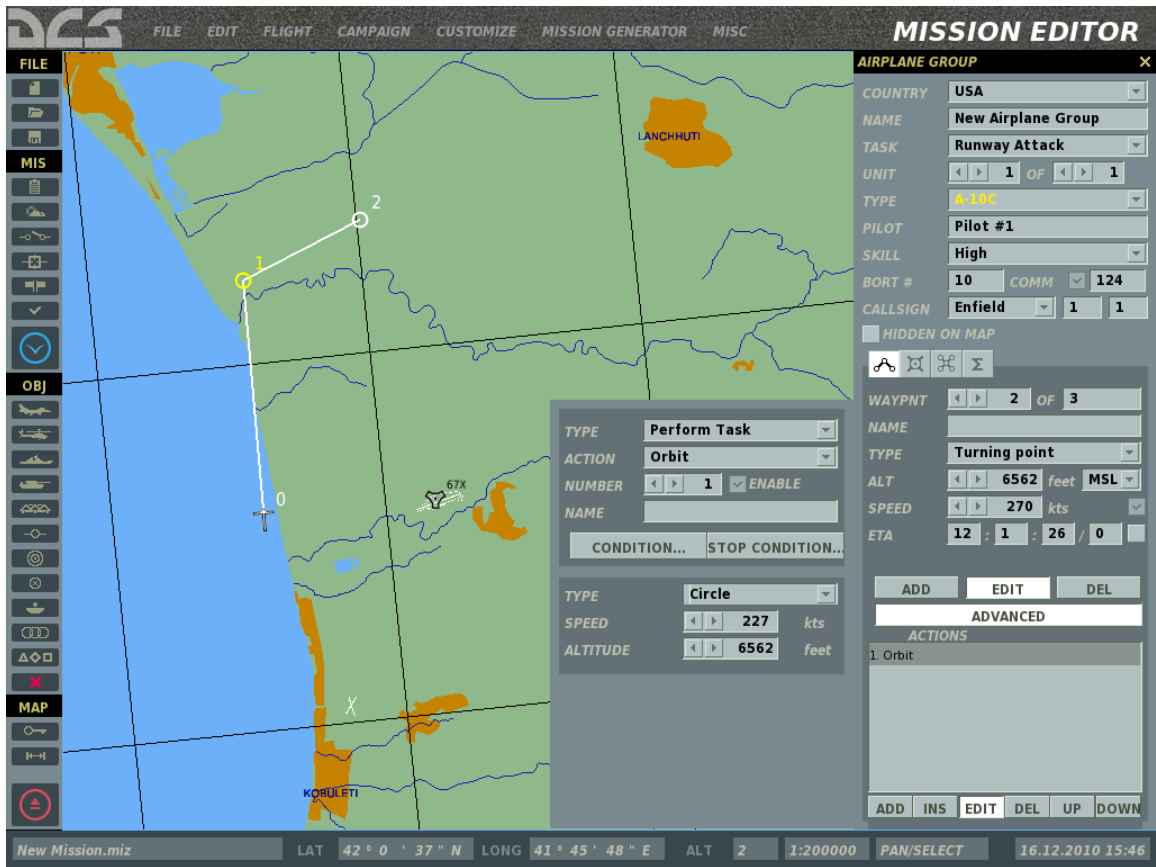 DCS FILE EDIT FLIGHT CAMPAIGN CUSTOMIZE MISSION GENERATOR MISC MISSION EDITOR
FILE
MIS
OBJ
MAP
2
LANCHHUTI
1
0
67X
X
KOBULETI
TYPE Perform Task
ACTION Orbit
NUMBER 1 ENABLE
NAME
CONDITION... STOP CONDITION...
TYPE Circle
SPEED 227 kts
ALTITUDE 6562 feet
AIRPLANE GROUP X
COUNTRY USA
NAME New Airplane Group
TASK Runway Attack
UNIT 1 OF 1
TYPE A-10C
PILOT Pilot #1
SKILL High
BORT # 10 COMM 124
CALLSIGN Enfield 1 1
HIDDEN ON MAP
Σ
WAYPNT 2 OF 3
NAME
TYPE Turning point
ALT 6562 feet MSL
SPEED 270 kts
ETA 12 : 1 : 26 / 0
ADD EDIT DEL
ADVANCED
ACTIONS
1. Orbit
ADD INS EDIT DEL UP DOWN
New Mission.miz LAT 42 ° 0 ' 37 " N LONG 41 ° 45 ' 48 " E ALT 2 1:200000 PAN/SELECT 16.12.2010 15:46